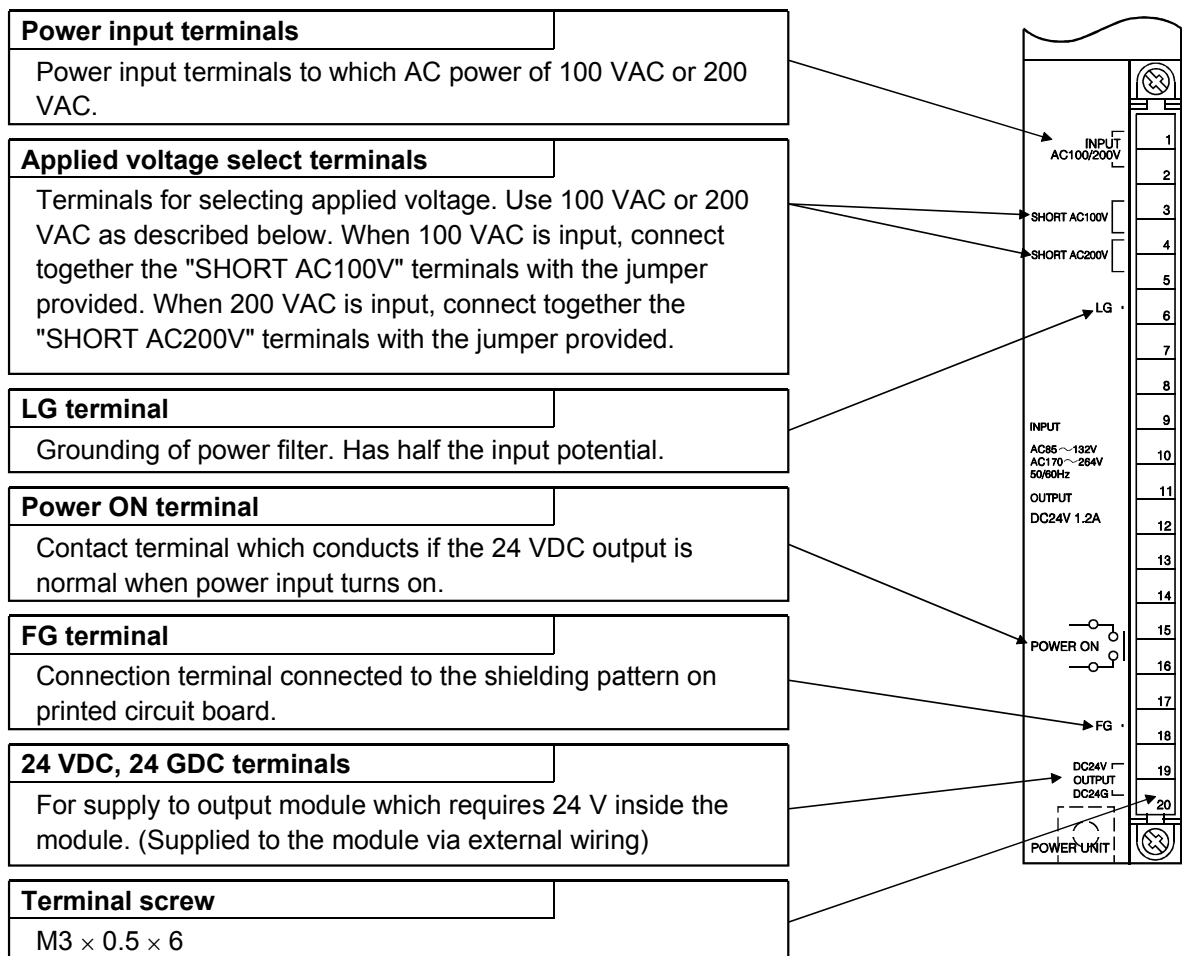 Power input terminals
Power input terminals to which AC power of 100 VAC or 200
VAC.
Applied voltage select terminals
Terminals for selecting applied voltage. Use 100 VAC or 200
VAC as described below. When 100 VAC is input, connect
together the "SHORT AC100V" terminals with the jumper
provided. When 200 VAC is input, connect together the
"SHORT AC200V" terminals with the jumper provided.
LG terminal
Grounding of power filter. Has half the input potential.
Power ON terminal
Contact terminal which conducts if the 24 VDC output is
normal when power input turns on.
FG terminal
Connection terminal connected to the shielding pattern on
printed circuit board.
24 VDC, 24 GDC terminals
For supply to output module which requires 24 V inside the
module. (Supplied to the module via external wiring)
Terminal screw
M3 × 0.5 × 6
INPUT
AC100/200V
SHORT AC100V
SHORT AC200V
LG
INPUT
AC85～132V
AC170～264V
50/60Hz
OUTPUT
DC24V 1.2A
POWER ON
FG
DC24V
OUTPUT
DC24G
POWER UNIT
1
2
3
4
5
6
7
8
9
10
11
12
13
14
15
16
17
18
19
20